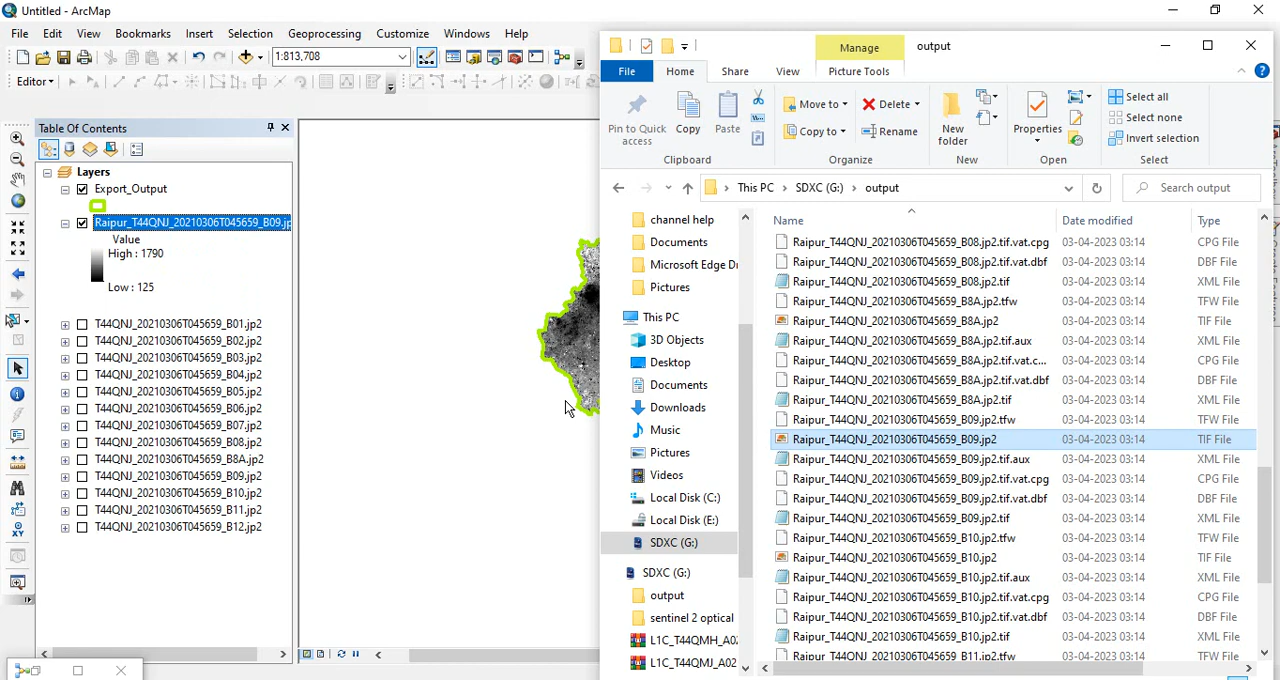 Untitled - ArcMap
File Edit View Bookmarks Insert Selection Geoprocessing Customize Windows Help
1:813,708
Editor
Table Of Contents
Layers
Export_Output
Raipur_T44QNJ_20210306T045659_B09.jp
Value
High : 1790
Low : 125
T44QNJ_20210306T045659_B01.jp2
T44QNJ_20210306T045659_B02.jp2
T44QNJ_20210306T045659_B03.jp2
T44QNJ_20210306T045659_B04.jp2
T44QNJ_20210306T045659_B05.jp2
T44QNJ_20210306T045659_B06.jp2
T44QNJ_20210306T045659_B07.jp2
T44QNJ_20210306T045659_B08.jp2
T44QNJ_20210306T045659_B8A.jp2
T44QNJ_20210306T045659_B09.jp2
T44QNJ_20210306T045659_B10.jp2
T44QNJ_20210306T045659_B11.jp2
T44QNJ_20210306T045659_B12.jp2
Manage
output
File Home Share View Picture Tools
Pin to Quick access
Copy
Paste
Clipboard
Move to
Copy to
Delete
Rename
Organize
New folder
New
Properties
Open
Select all
Select none
Invert selection
Select
This PC › SDXC (G:) › output
Search output
channel help
Documents
Microsoft Edge Dr
Pictures
This PC
3D Objects
Desktop
Documents
Downloads
Music
Pictures
Videos
Local Disk (C:)
Local Disk (E:)
SDXC (G:)
SDXC (G:)
output
sentinel 2 optical
L1C_T44QMH_A02
L1C_T44QMJ_A02
Name Date modified Type
Raipur_T44QNJ_20210306T045659_B08.jp2.tif.vat.cpg 03-04-2023 03:14 CPG File
Raipur_T44QNJ_20210306T045659_B08.jp2.tif.vat.dbf 03-04-2023 03:14 DBF File
Raipur_T44QNJ_20210306T045659_B08.jp2.tif 03-04-2023 03:14 XML File
Raipur_T44QNJ_20210306T045659_B8A.jp2.tfw 03-04-2023 03:14 TFW File
Raipur_T44QNJ_20210306T045659_B8A.jp2 03-04-2023 03:14 TIF File
Raipur_T44QNJ_20210306T045659_B8A.jp2.tif.aux 03-04-2023 03:14 XML File
Raipur_T44QNJ_20210306T045659_B8A.jp2.tif.vat.c... 03-04-2023 03:14 CPG File
Raipur_T44QNJ_20210306T045659_B8A.jp2.tif.vat.dbf 03-04-2023 03:14 DBF File
Raipur_T44QNJ_20210306T045659_B8A.jp2.tif 03-04-2023 03:14 XML File
Raipur_T44QNJ_20210306T045659_B09.jp2.tfw 03-04-2023 03:14 TFW File
Raipur_T44QNJ_20210306T045659_B09.jp2 03-04-2023 03:14 TIF File
Raipur_T44QNJ_20210306T045659_B09.jp2.tif.aux 03-04-2023 03:14 XML File
Raipur_T44QNJ_20210306T045659_B09.jp2.tif.vat.cpg 03-04-2023 03:14 CPG File
Raipur_T44QNJ_20210306T045659_B09.jp2.tif.vat.dbf 03-04-2023 03:14 DBF File
Raipur_T44QNJ_20210306T045659_B09.jp2.tif 03-04-2023 03:14 XML File
Raipur_T44QNJ_20210306T045659_B10.jp2.tfw 03-04-2023 03:14 TFW File
Raipur_T44QNJ_20210306T045659_B10.jp2 03-04-2023 03:14 TIF File
Raipur_T44QNJ_20210306T045659_B10.jp2.tif.aux 03-04-2023 03:14 XML File
Raipur_T44QNJ_20210306T045659_B10.jp2.tif.vat.cpg 03-04-2023 03:14 CPG File
Raipur_T44QNJ_20210306T045659_B10.jp2.tif.vat.dbf 03-04-2023 03:14 DBF File
Raipur_T44QNJ_20210306T045659_B10.jp2.tif 03-04-2023 03:14 XML File
Raipur_T44QNJ_20210306T045659_B11.jp2.tfw 03-04-2023 03:14 TFW File